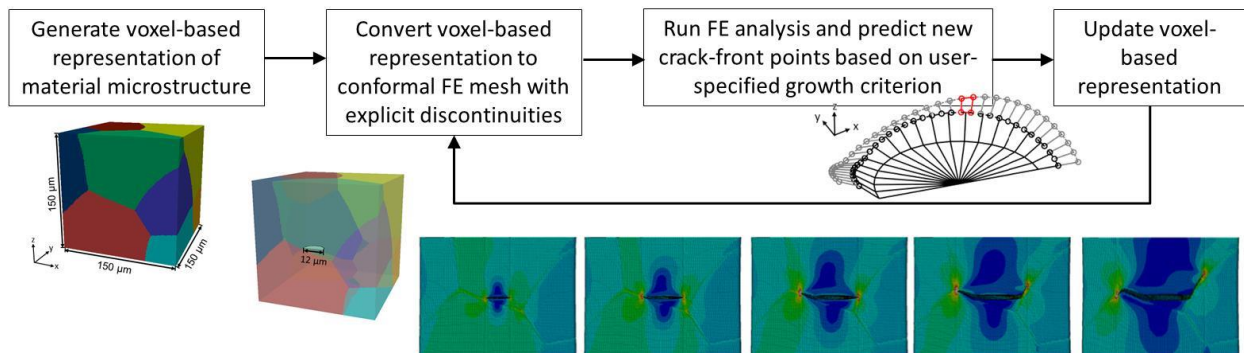 Generate voxel-based
representation of
material microstructure
Convert voxel-based
representation to
conformal FE mesh with
explicit discontinuities
Run FE analysis and predict new
crack-front points based on user-
specified growth criterion
Update voxel-
based
representation
150 µm
150 µm
150 µm
z
y
x
12 µm
z
y
x